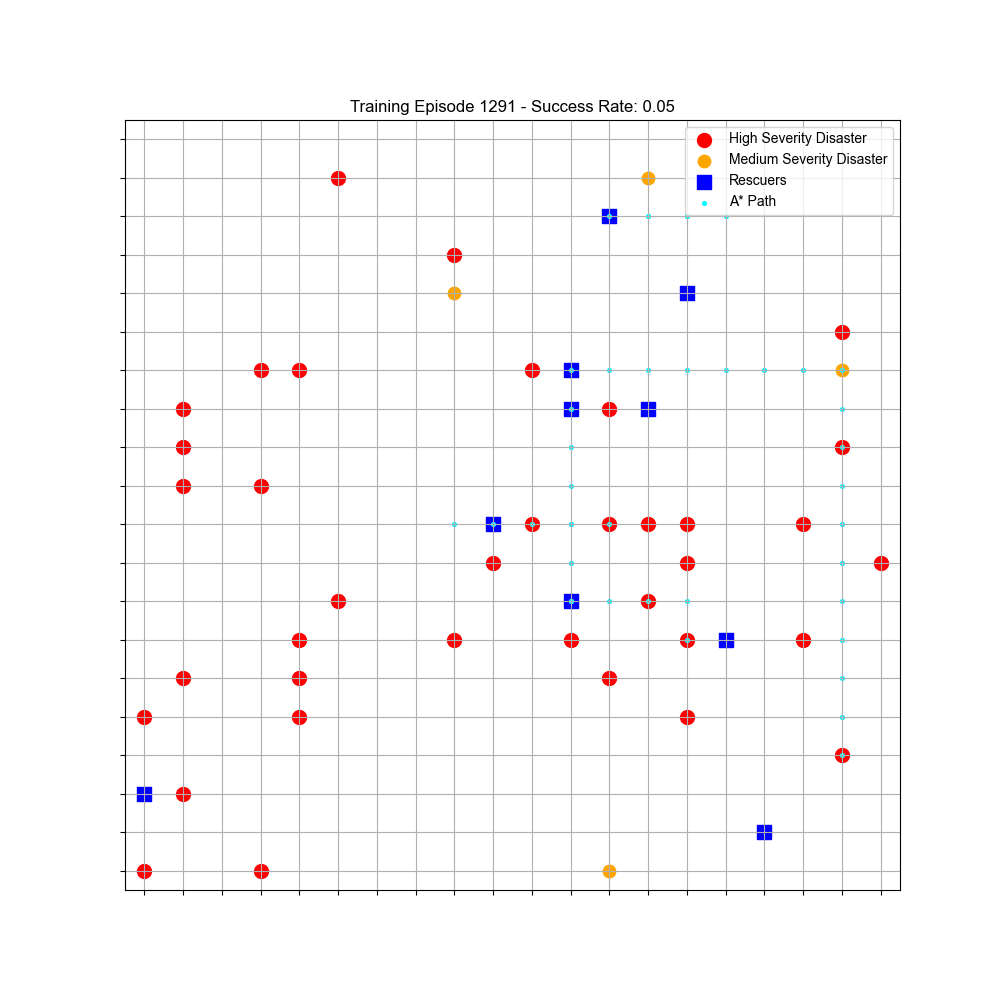 Training Episode 1291 - Success Rate: 0.05
High Severity Disaster
Medium Severity Disaster
Rescuers
A* Path